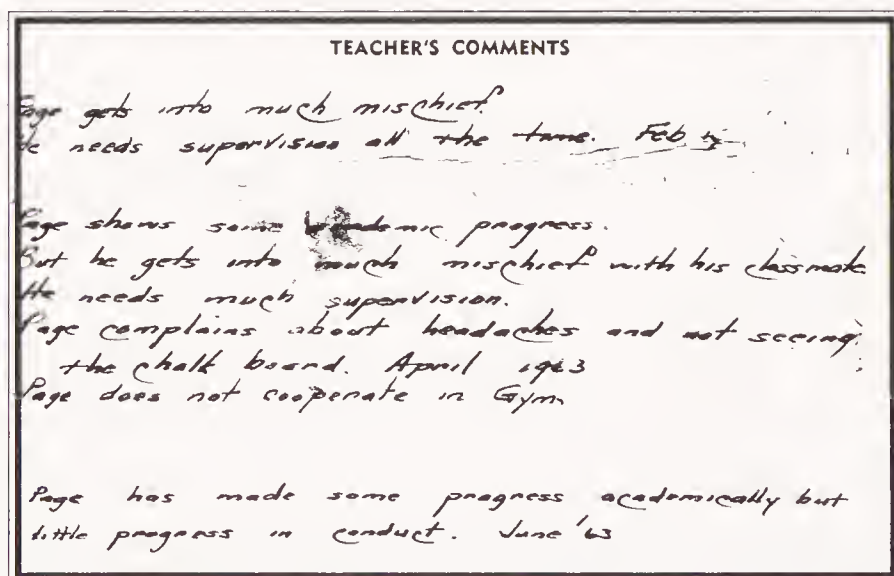 TEACHER'S COMMENTS
Page gets into much mischief.
He needs supervision all the time. Feb
Page shows some academic progress.
But he gets into much mischief with his classmate
He needs much supervision.
Page complains about headaches and not seeing
the chalk board. April 1963
Page does not cooperate in Gym.
Page has made some progress academically but
little progress in conduct. June '63